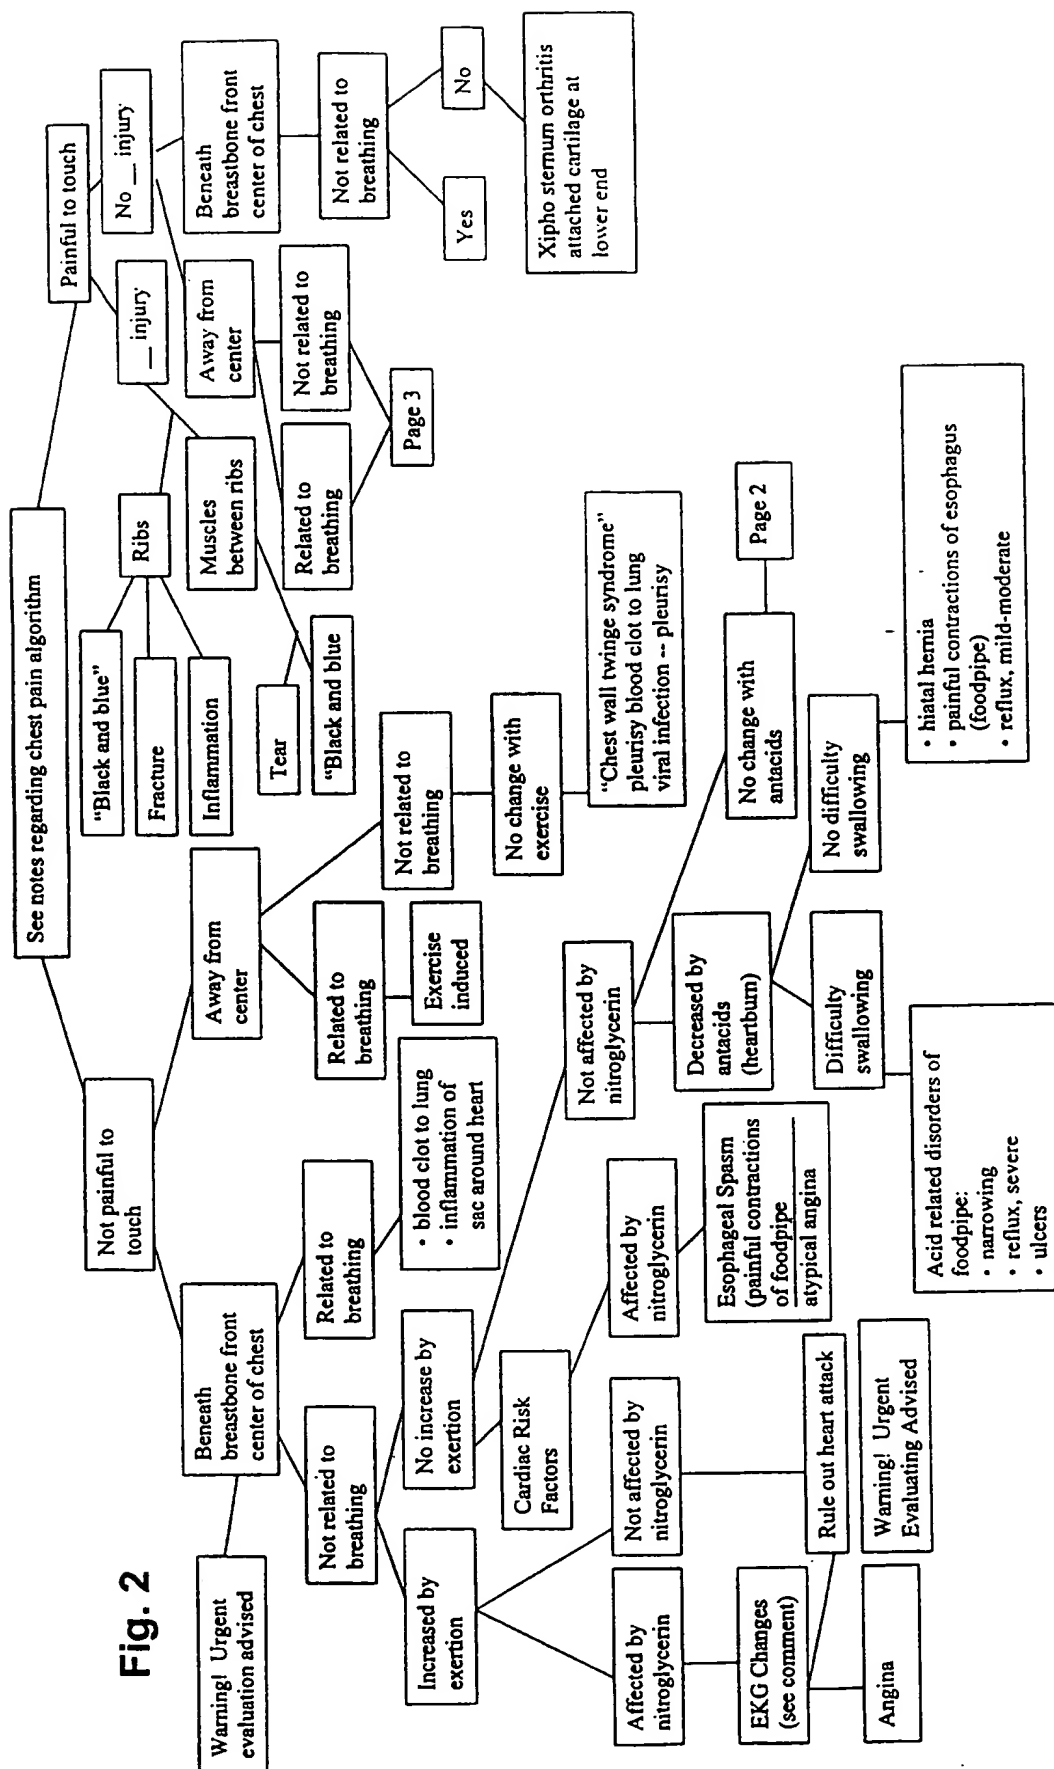 Fig. 2
See notes regarding chest pain algorithm
Not painful to
touch
Painful to touch
Warning! Urgent
evaluation advised
Beneath
breastbone front
center of chest
Away from
center
"Black and blue"
Fracture
Inflammation
Ribs
__ injury
No __ injury
Muscles
between ribs
Tear
"Black and blue
Away from
center
Beneath
breastbone front
center of chest
Related to
breathing
Not related to
breathing
Page 3
Not related to
breathing
Yes
No
Xipho sternum orthritis
attached cartilage at
lower end
Not related to
breathing
Related to
breathing
• blood clot to lung
• inflammation of
sac around heart
Related to
breathing
Exercise
induced
Not related to
breathing
No change with
exercise
"Chest wall twinge syndrome"
pleurisy blood clot to lung
viral infection -- pleurisy
Increased by
exertion
No increase by
exertion
Cardiac Risk
Factors
Affected by
nitroglycerin
Not affected by
nitroglycerin
Affected by
nitroglycerin
Not affected by
nitroglycerin
EKG Changes
(see comment)
Angina
Rule out heart attack
Warning! Urgent
Evaluating Advised
Esophageal Spasm
(painful contractions
of foodpipe
atypical angina
Decreased by
antacids
(heartburn)
No change with
antacids
Page 2
Difficulty
swallowing
No difficulty
swallowing
Acid related disorders of
foodpipe:
• narrowing
• reflux, severe
• ulcers
• hiatal hernia
• painful contractions of esophagus
(foodpipe)
• reflux, mild-moderate